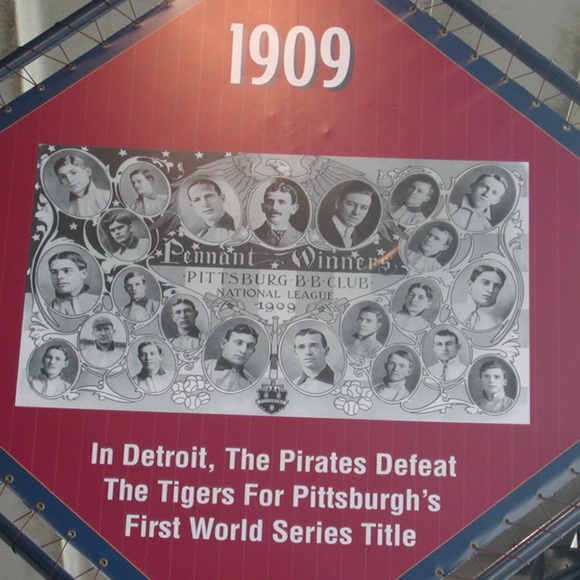 1909
Pennant Winners
PITTSBURG · B · B · CLUB ·
NATIONAL LEAGUE
· 1909 ·
In Detroit, The Pirates Defeat
The Tigers For Pittsburgh's
First World Series Title